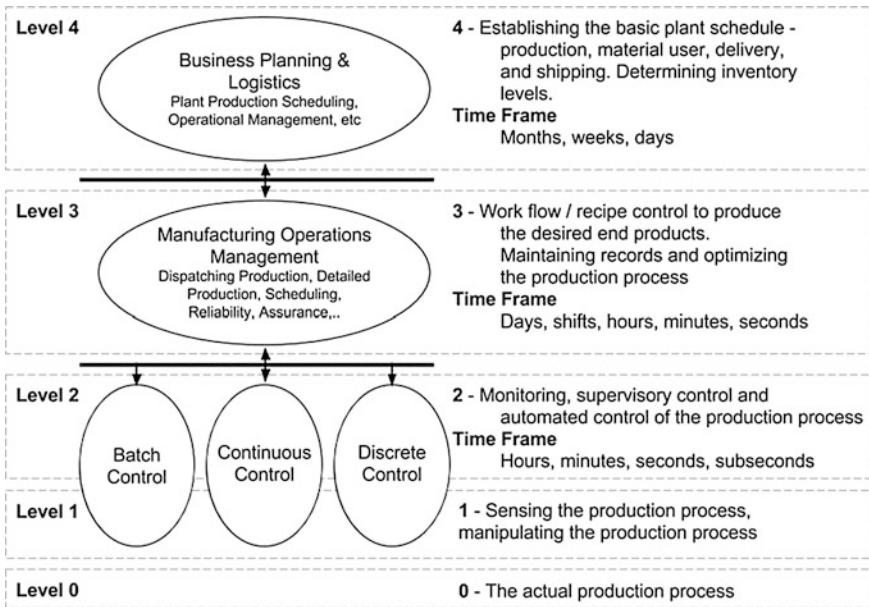 Level 4
Business Planning &
Logistics
Plant Production Scheduling,
Operational Management, etc
4 - Establishing the basic plant schedule -
production, material user, delivery,
and shipping. Determining inventory
levels.
Time Frame
Months, weeks, days
Level 3
Manufacturing Operations
Management
Dispatching Production, Detailed
Production, Scheduling,
Reliability, Assurance,..
3 - Work flow / recipe control to produce
the desired end products.
Maintaining records and optimizing
the production process
Time Frame
Days, shifts, hours, minutes, seconds
Level 2
Batch
Control
Continuous
Control
Discrete
Control
2 - Monitoring, supervisory control and
automated control of the production process
Time Frame
Hours, minutes, seconds, subseconds
Level 1
1 - Sensing the production process,
manipulating the production process
Level 0
0 - The actual production process